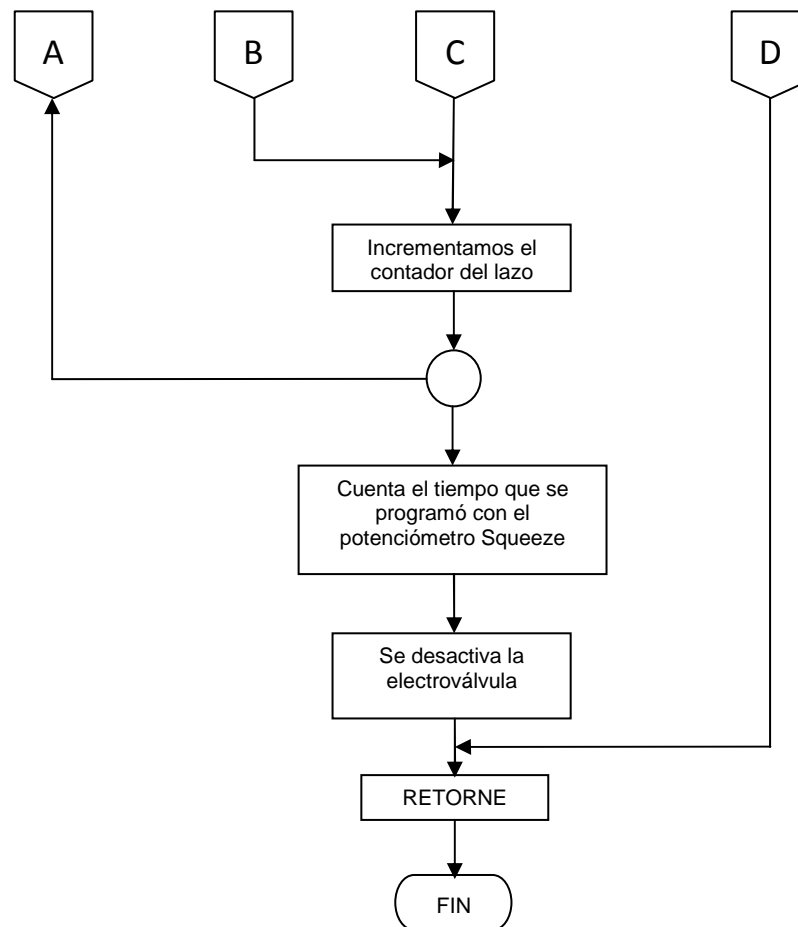 A
B
C
D
Incrementamos el
contador del lazo
Cuenta el tiempo que se
programó con el
potenciómetro Squeeze
Se desactiva la
electroválvula
RETORNE
FIN